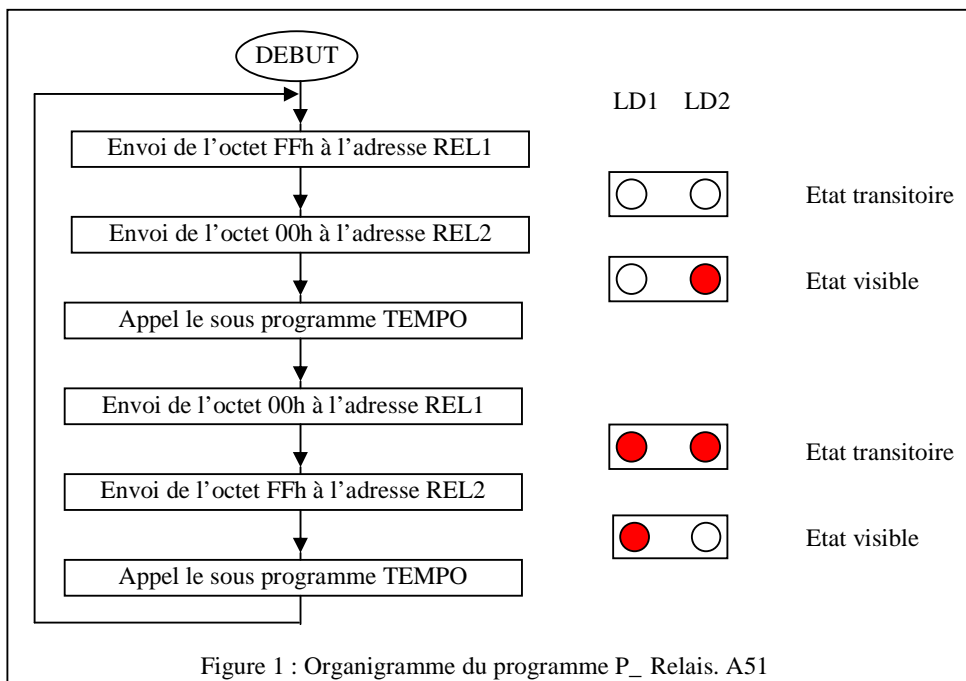 DEBUT
LD1 LD2
Envoi de l'octet FFh à l'adresse REL1
Etat transitoire
Envoi de l'octet 00h à l'adresse REL2
Etat visible
Appel le sous programme TEMPO
Envoi de l'octet 00h à l'adresse REL1
Etat transitoire
Envoi de l'octet FFh à l'adresse REL2
Etat visible
Appel le sous programme TEMPO
Figure 1 : Organigramme du programme P_ Relais. A51